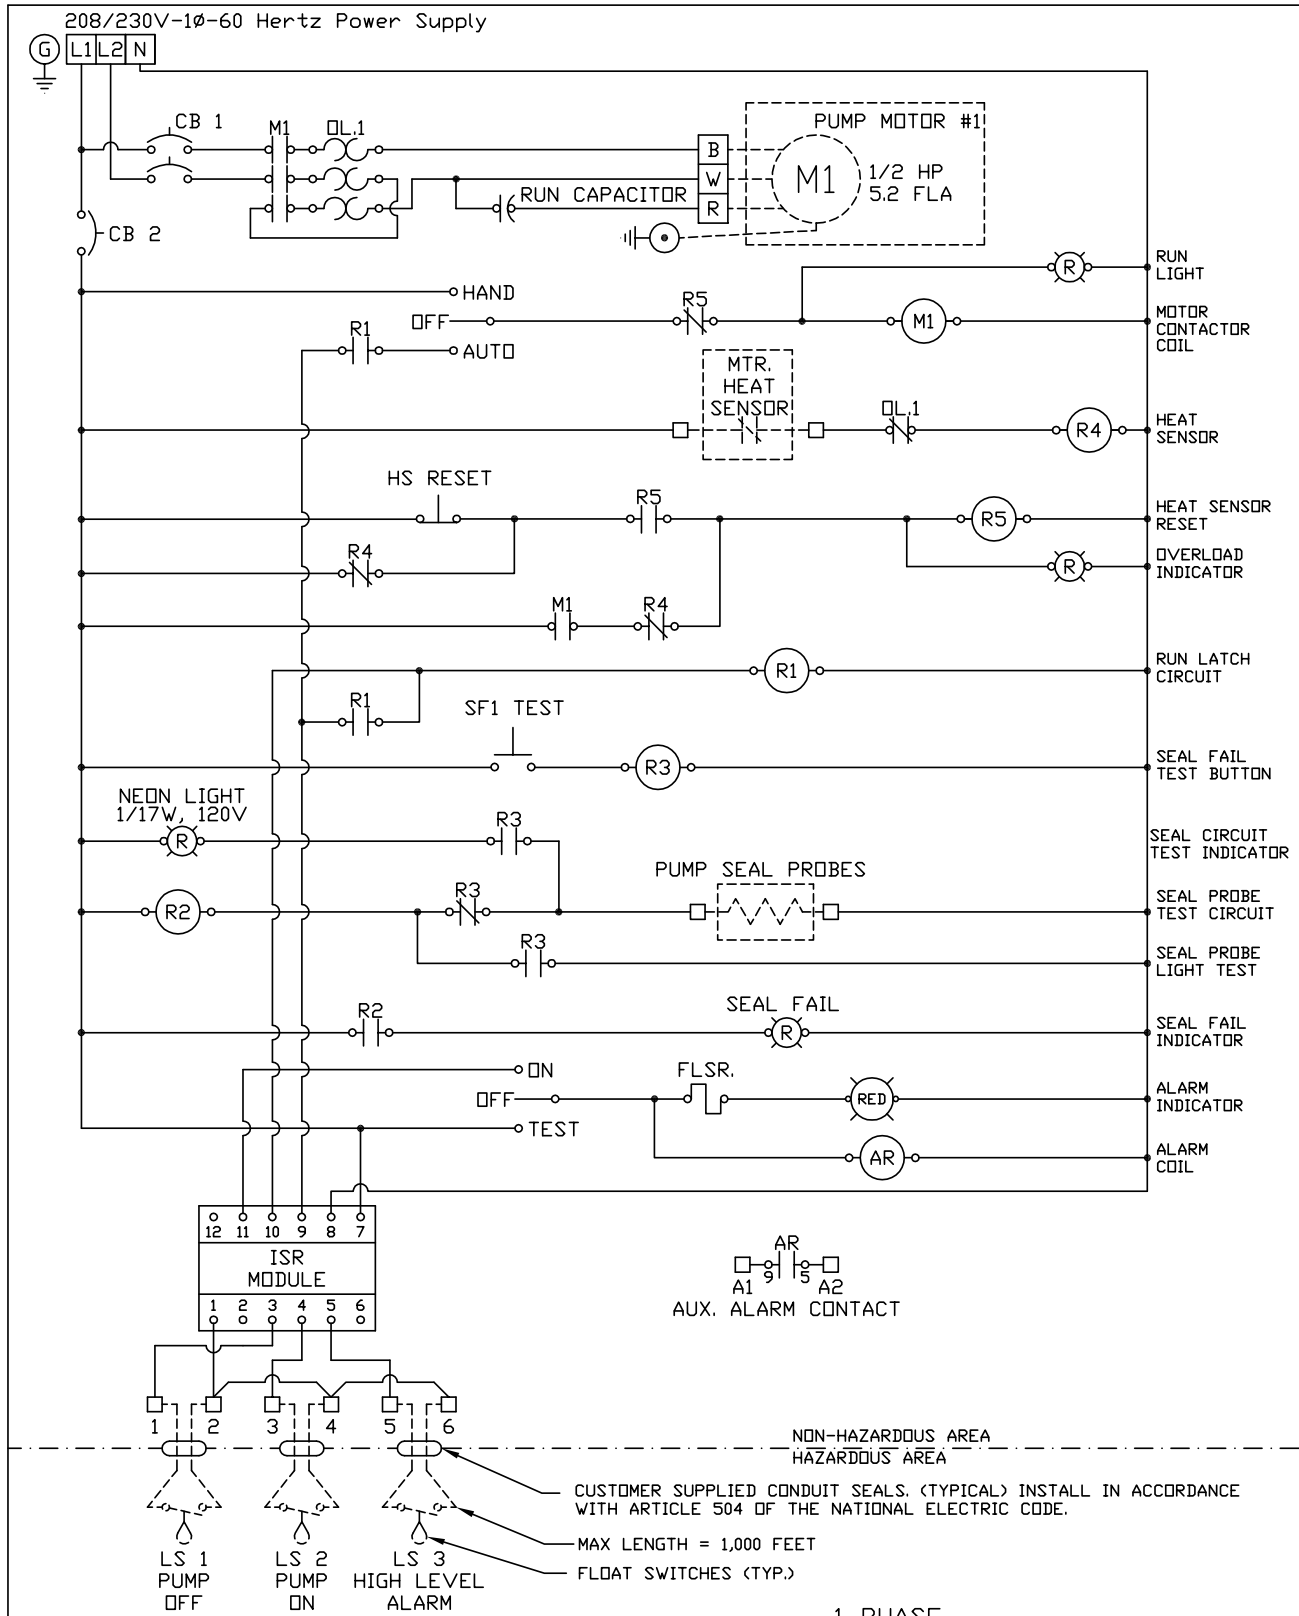 208/230V-1Ø-60 Hertz Power Supply
G L1 L2 N
CB 1
M1
OL.1
PUMP MOTOR #1
B
W
R
M1
1/2 HP
5.2 FLA
RUN CAPACITOR
CB 2
R
RUN
LIGHT
HAND
OFF
R5
M1
MOTOR
CONTACTOR
COIL
R1
AUTO
MTR.
HEAT
SENSOR
OL.1
R4
HEAT
SENSOR
HS RESET
R5
R5
HEAT SENSOR
RESET
R4
R
OVERLOAD
INDICATOR
M1
R4
R1
RUN LATCH
CIRCUIT
R1
SF1 TEST
R3
SEAL FAIL
TEST BUTTON
NEON LIGHT
1/17W, 120V
R
R3
SEAL CIRCUIT
TEST INDICATOR
PUMP SEAL PROBES
R2
R3
SEAL PROBE
TEST CIRCUIT
R3
SEAL PROBE
LIGHT TEST
R2
SEAL FAIL
R
SEAL FAIL
INDICATOR
ON
OFF
FLSR.
RED
ALARM
INDICATOR
TEST
AR
ALARM
COIL
12 11 10 9 8 7
ISR
MODULE
1 2 3 4 5 6
AR
A1 9 5 A2
AUX. ALARM CONTACT
1 2 3 4 5 6
NON-HAZARDOUS AREA
HAZARDOUS AREA
CUSTOMER SUPPLIED CONDUIT SEALS. (TYPICAL) INSTALL IN ACCORDANCE
WITH ARTICLE 504 OF THE NATIONAL ELECTRIC CODE.
MAX LENGTH = 1,000 FEET
FLOAT SWITCHES (TYP.)
LS 1
PUMP
OFF
LS 2
PUMP
ON
LS 3
HIGH LEVEL
ALARM
1 PHASE